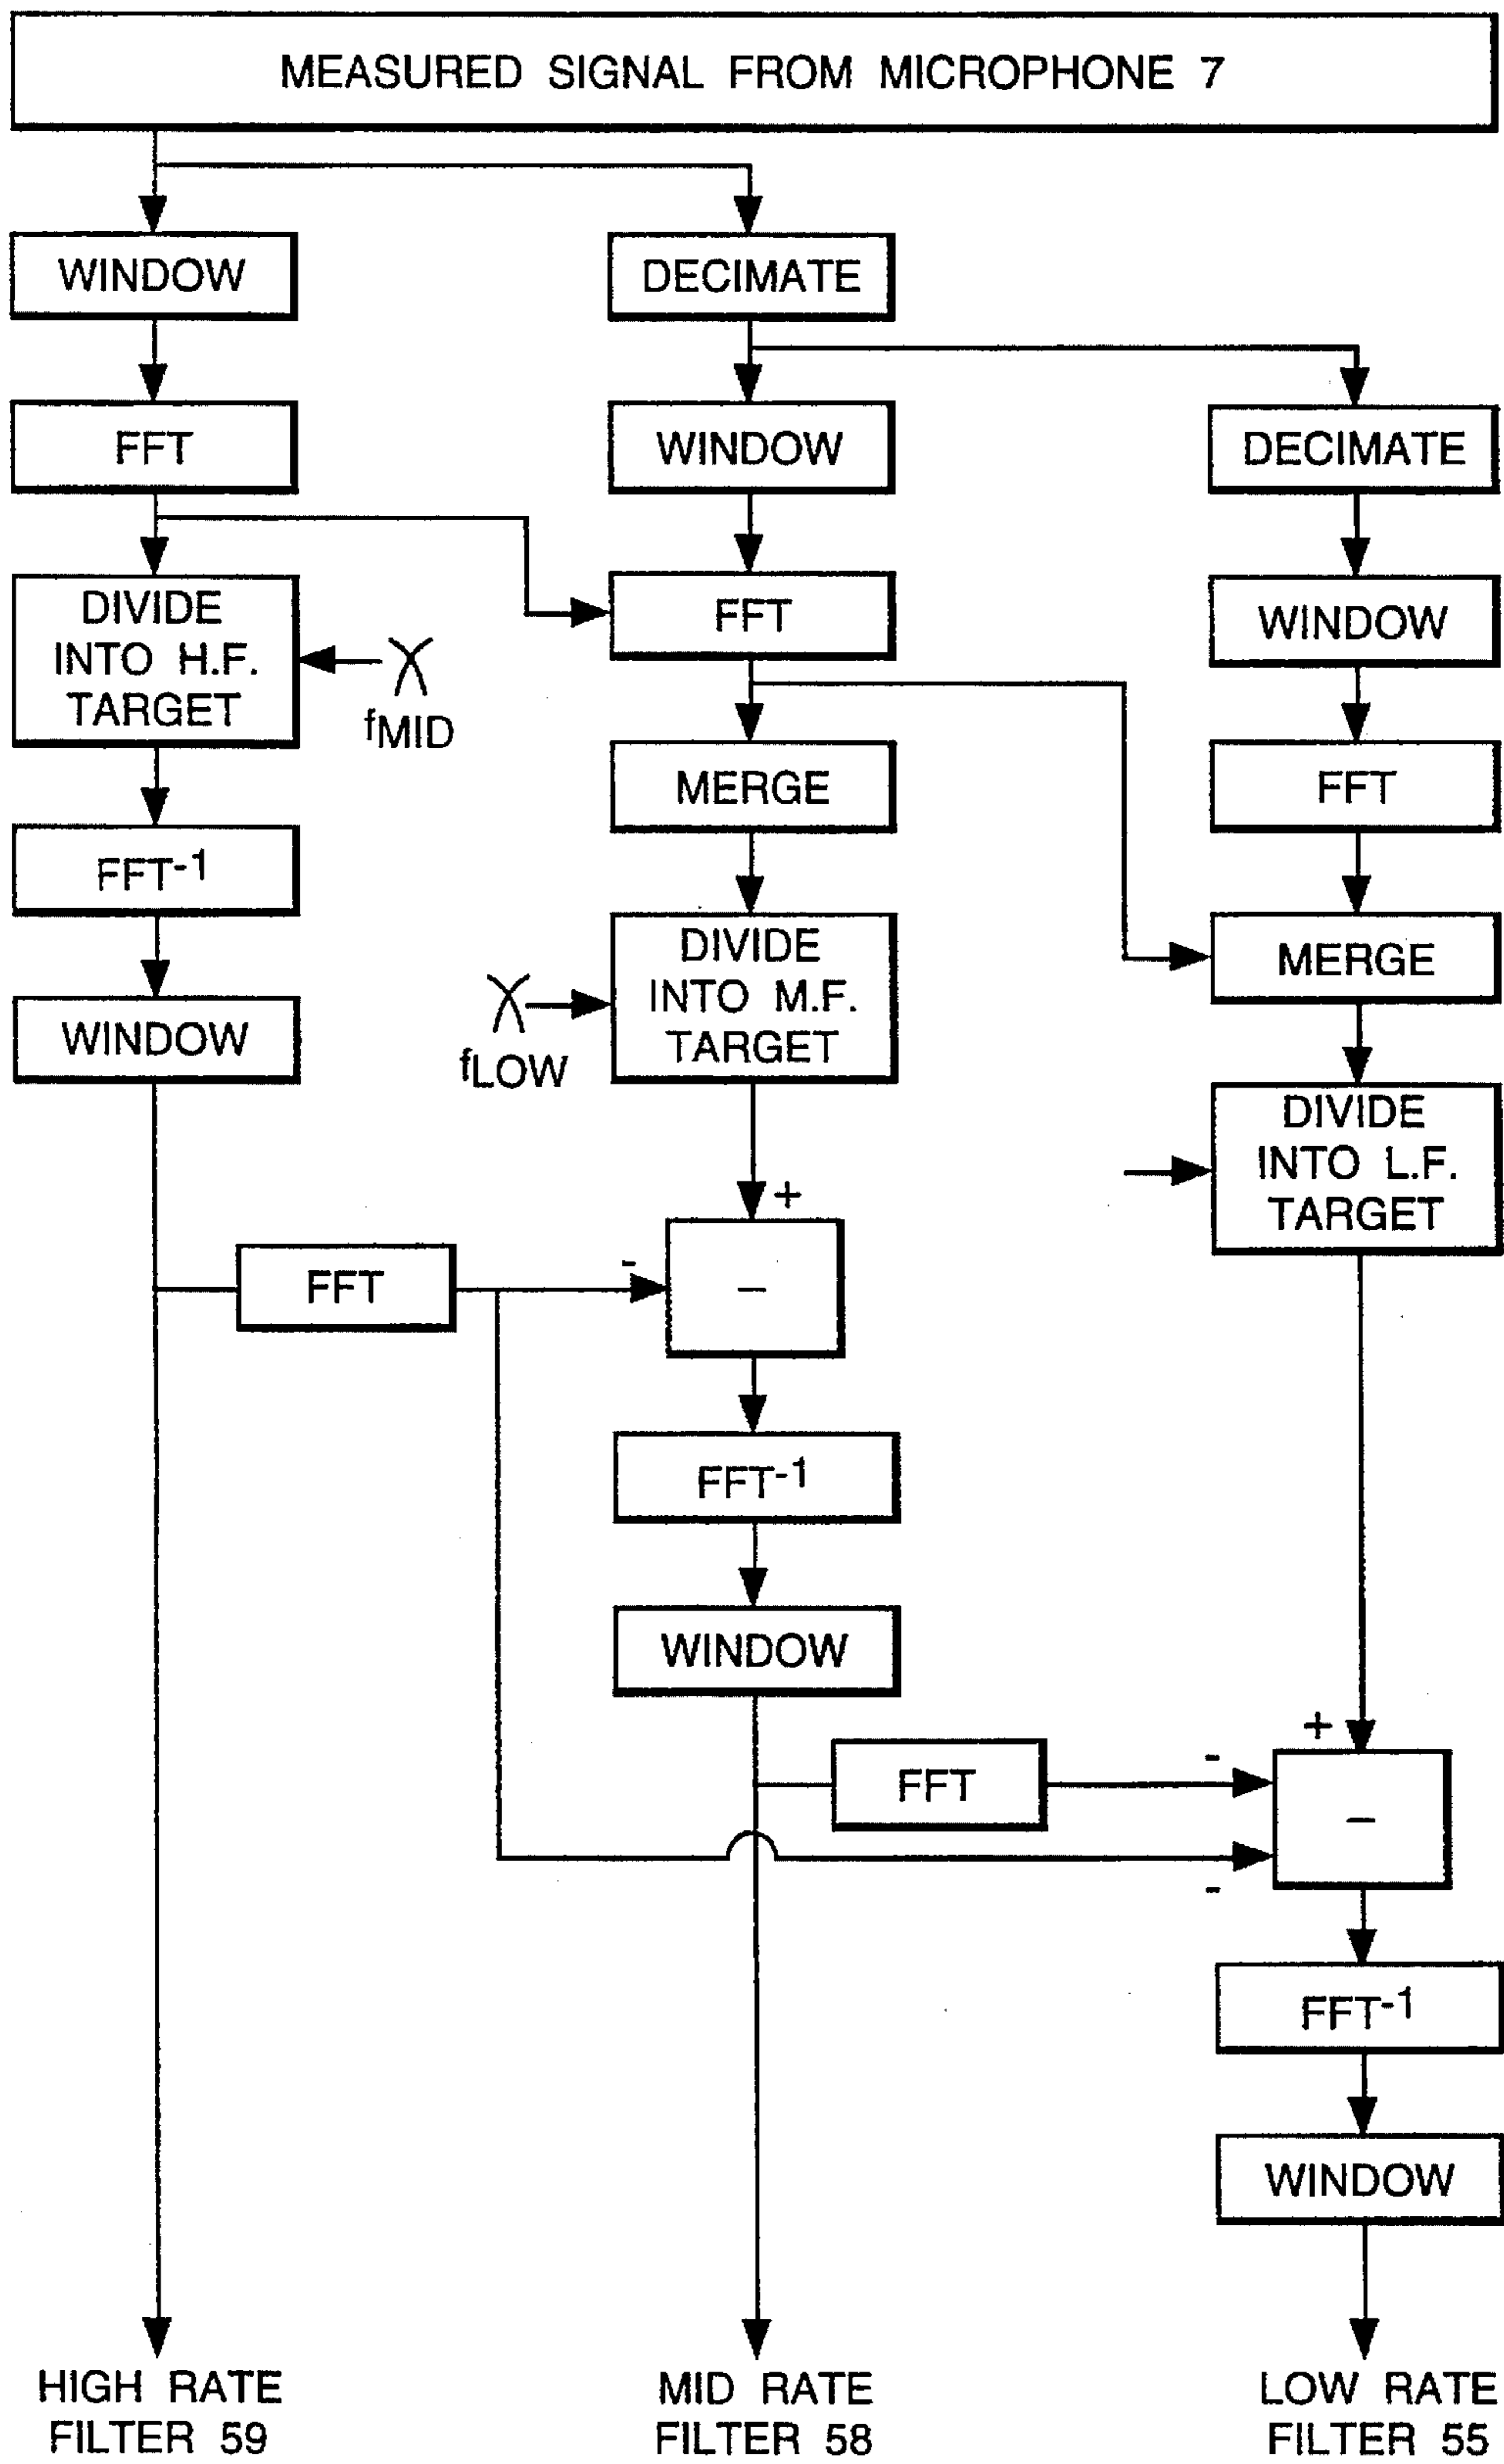 MEASURED SIGNAL FROM MICROPHONE 7
WINDOW
DECIMATE
FFT
WINDOW
DECIMATE
DIVIDE
INTO H.F.
TARGET
fMID
FFT
WINDOW
MERGE
FFT
FFT-1
DIVIDE
INTO M.F.
TARGET
fLOW
MERGE
WINDOW
DIVIDE
INTO L.F.
TARGET
+
FFT
-
–
FFT-1
WINDOW
+
FFT
-
–
-
FFT-1
WINDOW
HIGH RATE
FILTER 59
MID RATE
FILTER 58
LOW RATE
FILTER 55